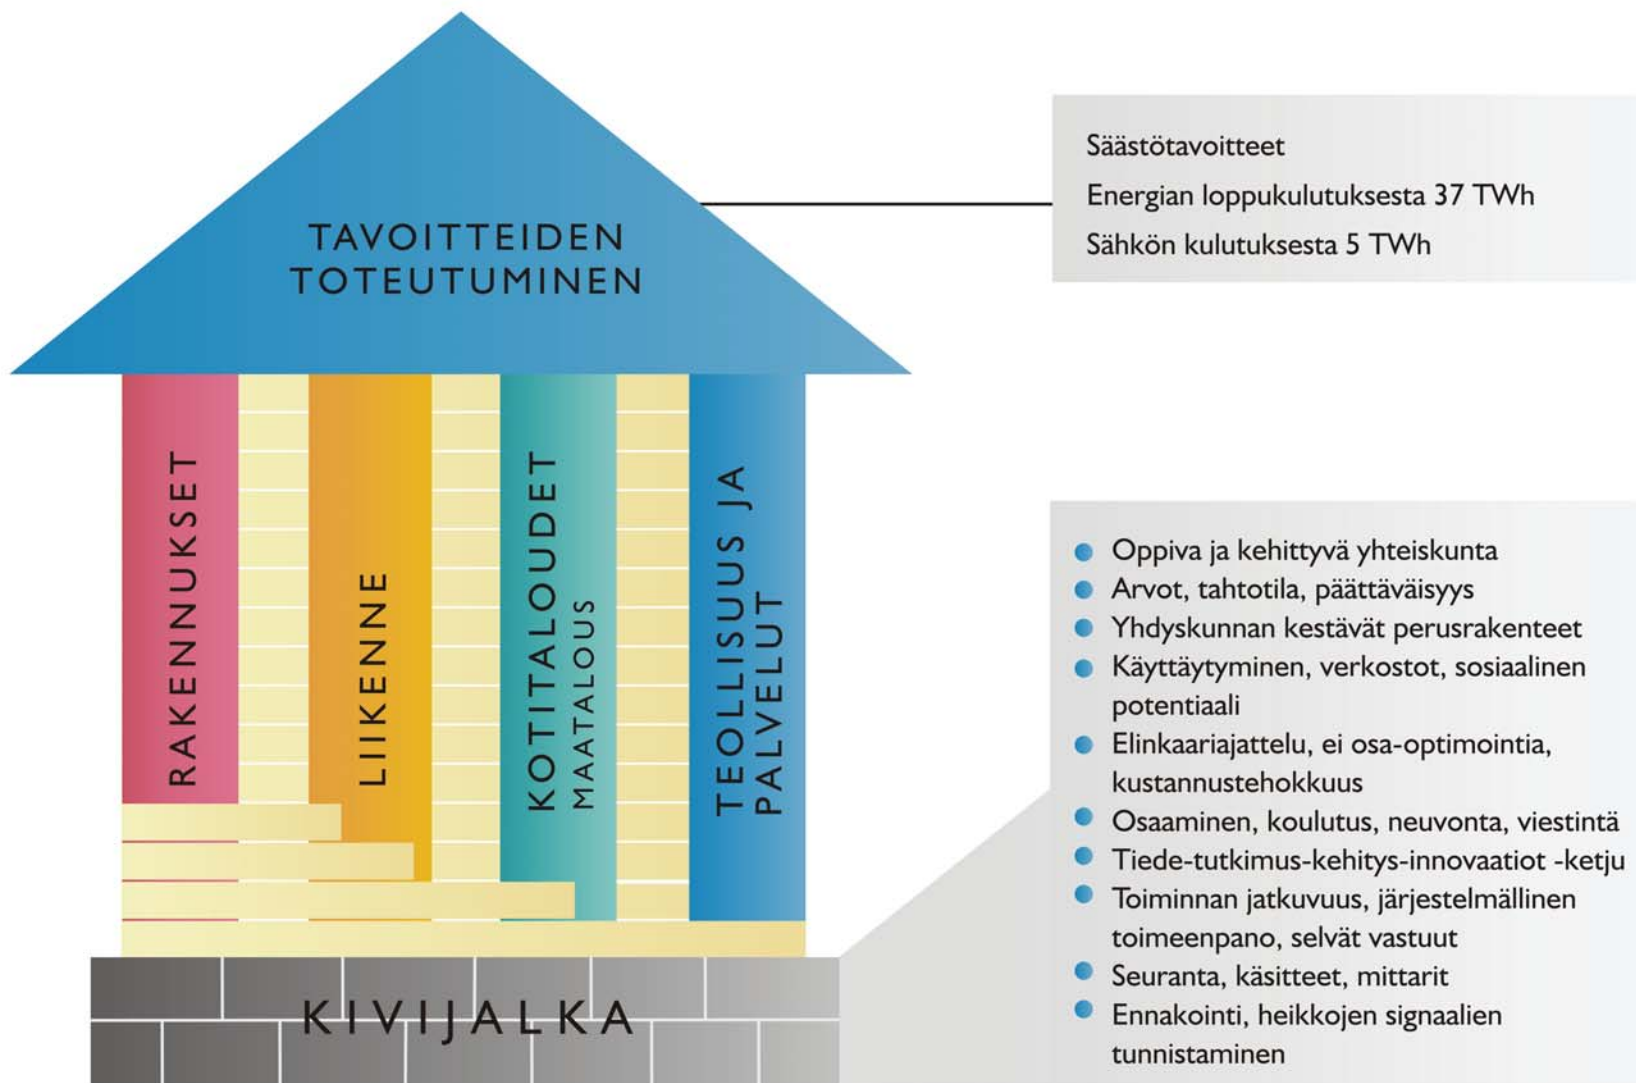 TAVOITTEIDEN
TOTEUTUMINEN
Säästötavoitteet
Energian loppukulutuksesta 37 TWh
Sähkön kulutuksesta 5 TWh
RAKENNUKSET
LIIKENNE
KOTITALOUDET
MAATALOUS
TEOLLISUUS JA
PALVELUT
KIVIJALKA
Oppiva ja kehittyvä yhteiskunta
Arvot, tahtotila, päättäväisyys
Yhdyskunnan kestävät perusrakenteet
Käyttäytyminen, verkostot, sosiaalinen
potentiaali
Elinkaariajattelu, ei osa-optimointia,
kustannustehokkuus
Osaaminen, koulutus, neuvonta, viestintä
Tiede-tutkimus-kehitys-innovaatiot -ketju
Toiminnan jatkuvuus, järjestelmällinen
toimeenpano, selvät vastuut
Seuranta, käsitteet, mittarit
Ennakointi, heikkojen signaalien
tunnistaminen